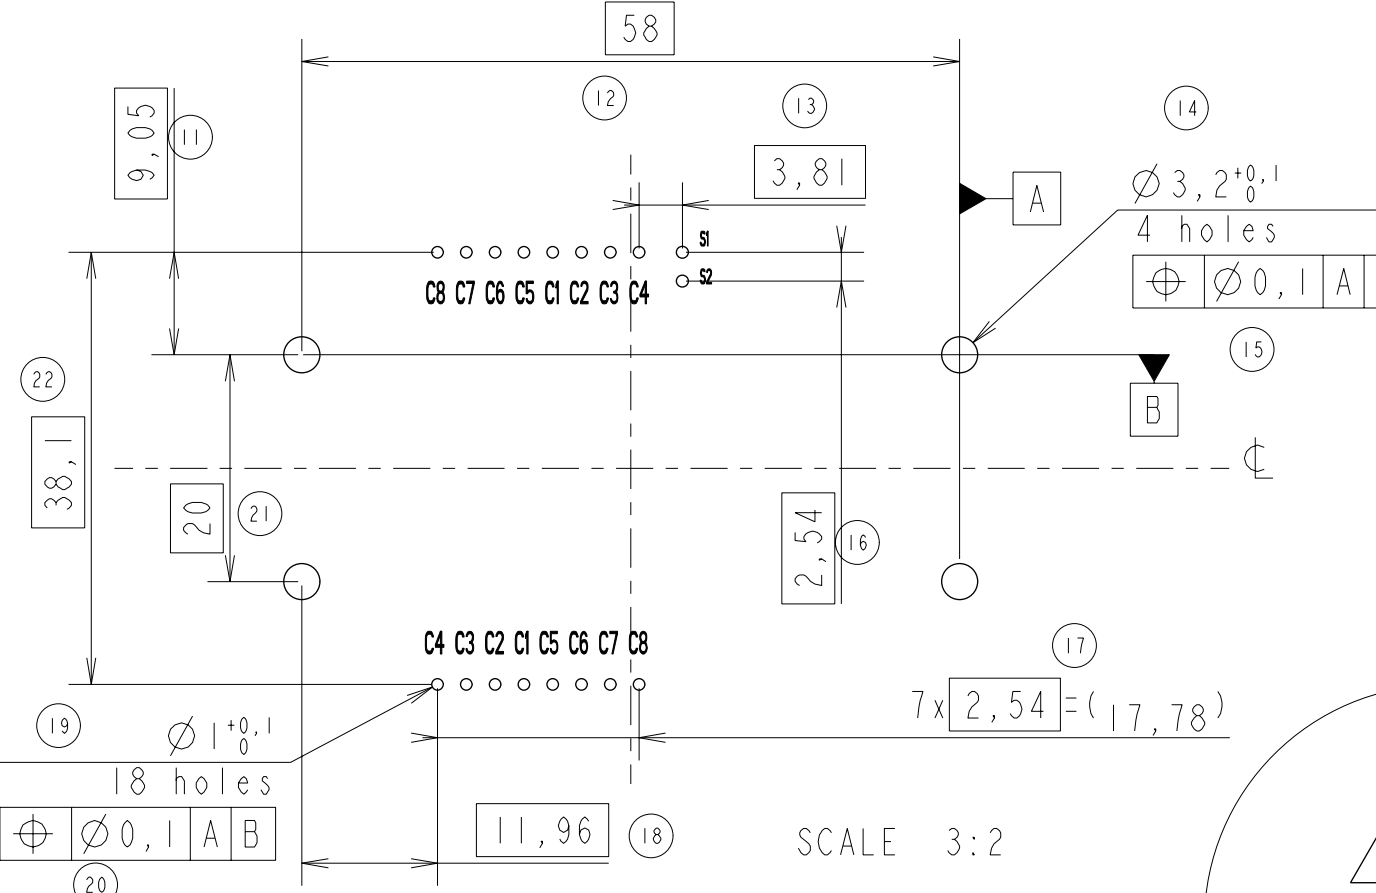 58
12
13
14
9,05
11
3,81
Ø 3,2 +0,1 0
A
4 holes
S1
S2
⌖ Ø 0,1 A
C8 C7 C6 C5 C1 C2 C3 C4
15
22
B
38,1
℄
20
21
2,54
16
C4 C3 C2 C1 C5 C6 C7 C8
17
7x 2,54 =( 17,78 )
19
Ø 1 +0,1 0
18 holes
⌖ Ø 0,1 A B
11,96
18
SCALE 3:2
20